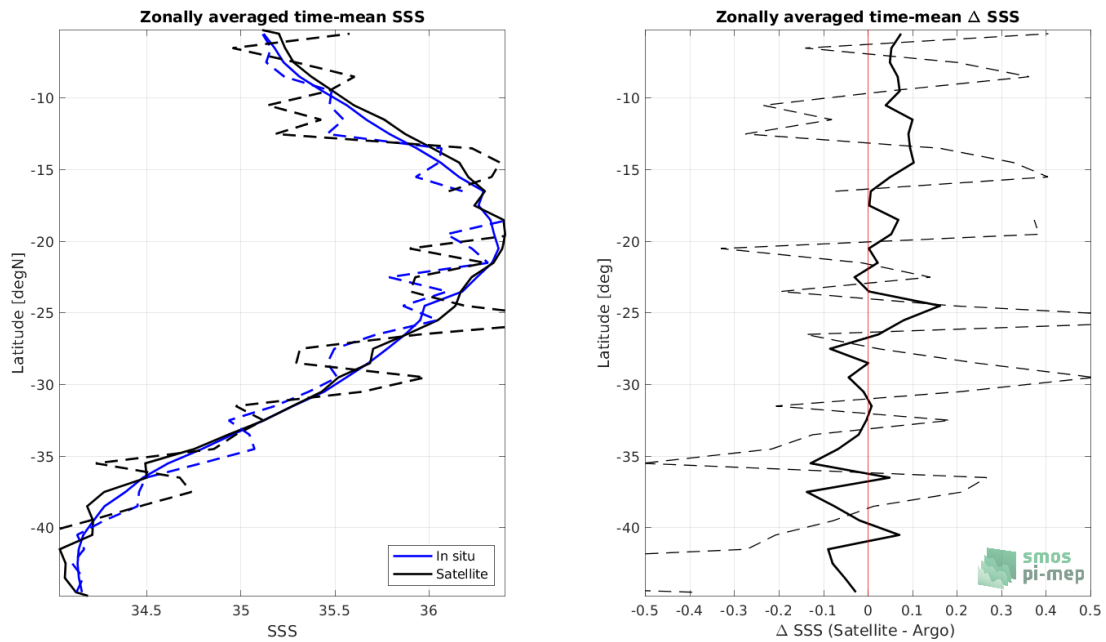 Zonally averaged time-mean SSS
Latitude [degN]
-10
-15
-20
-25
-30
-35
-40
34.5
35
35.5
36
SSS
In situ
Satellite
Zonally averaged time-mean Δ SSS
Latitude [deg]
-10
-15
-20
-25
-30
-35
-40
-0.5
-0.4
-0.3
-0.2
-0.1
0
0.1
0.2
0.3
0.4
0.5
Δ SSS (Satellite - Argo)
smos
pi-mep